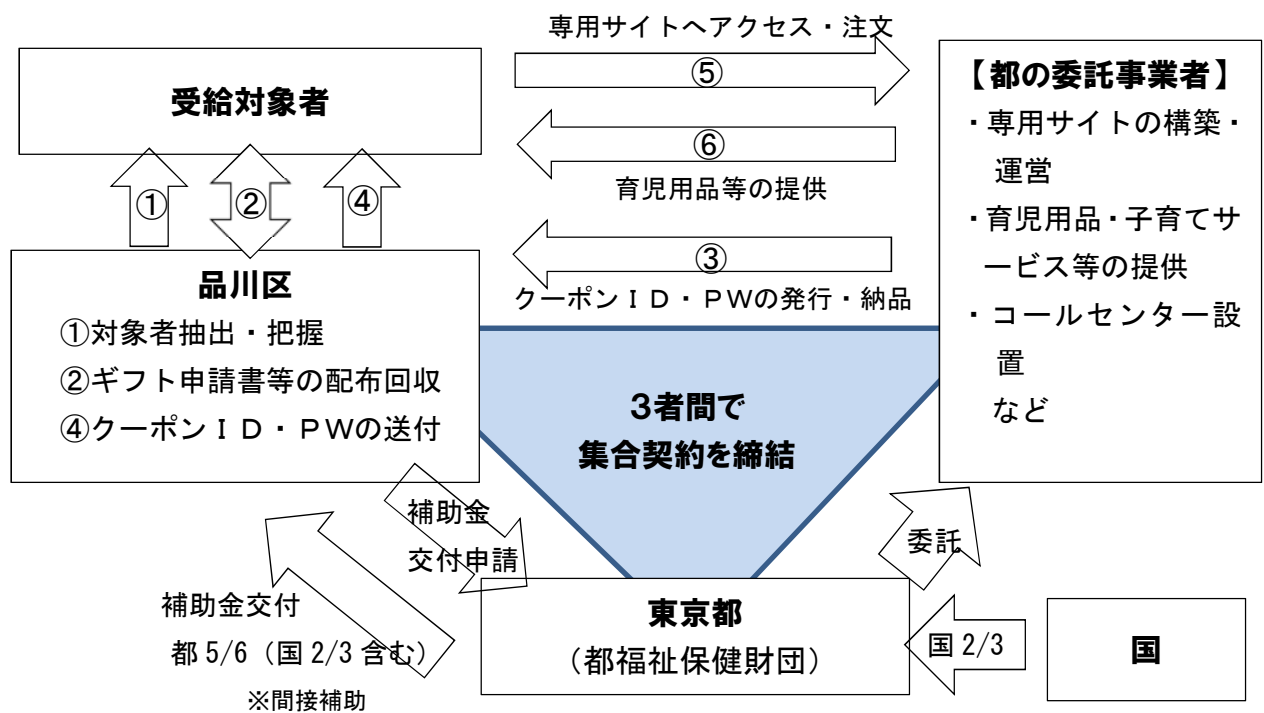 専用サイトへアクセス・注文
⑤
受給対象者
⑥
育児用品等の提供
①
②
④
③
クーポンＩＤ・ＰＷの発行・納品
【都の委託事業者】
・専用サイトの構築・
運営
・育児用品・子育てサ
ービス等の提供
・コールセンター設
置
など
品川区
①対象者抽出・把握
②ギフト申請書等の配布回収
④クーポンＩＤ・ＰＷの送付
3者間で
集合契約を締結
補助金
交付申請
委託
補助金交付
都 5/6（国 2/3 含む）
※間接補助
東京都
（都福祉保健財団）
国 2/3
国